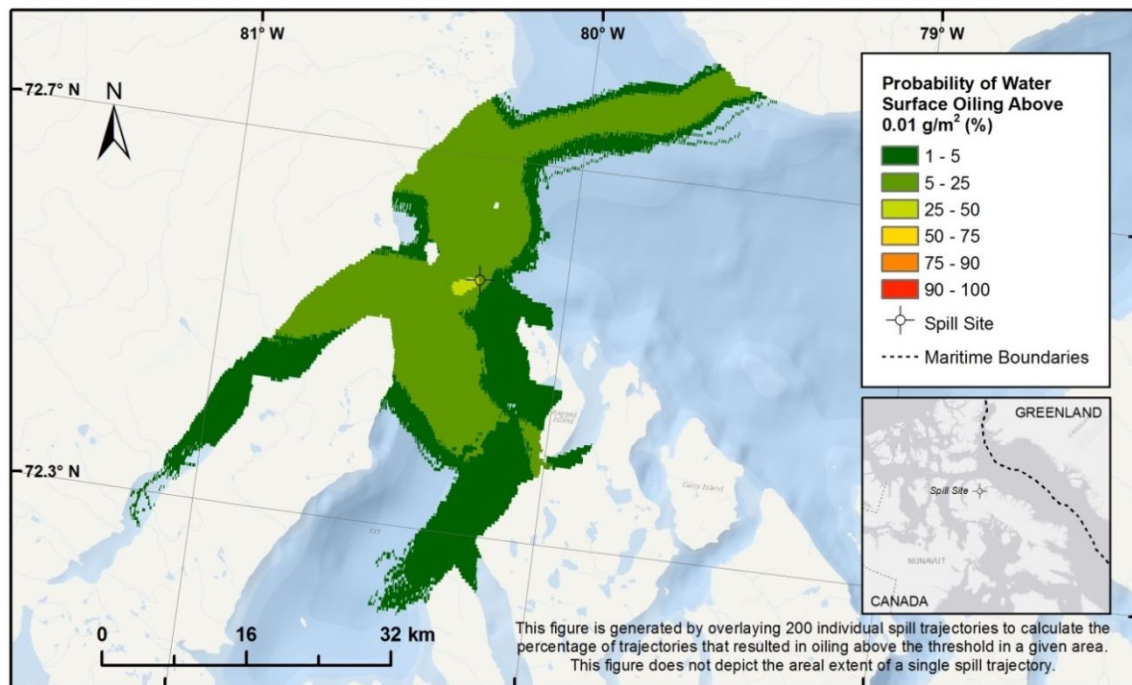 81° W
80° W
79° W
72.7° N
N
Probability of Water
Surface Oiling Above
0.01 g/m² (%)
1 - 5
5 - 25
25 - 50
50 - 75
75 - 90
90 - 100
Spill Site
Maritime Boundaries
72.3° N
Curry Island
GREENLAND
Spill Site
NUNAVUT
CANADA
0 16 32 km
This figure is generated by overlaying 200 individual spill trajectories to calculate the
percentage of trajectories that resulted in oiling above the threshold in a given area.
This figure does not depict the areal extent of a single spill trajectory.